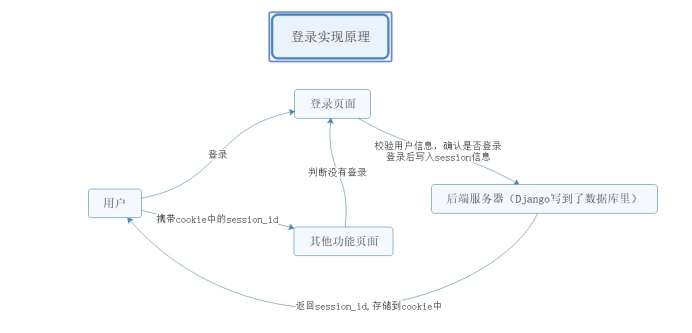 登录实现原理
登录页面
校验用户信息，确认是否登录
登录后写入session信息
登录
判断没有登录
用户
后端服务器（Django写到了数据库里）
携带cookie中的session_id
其他功能页面
返回session_id,存储到cookie中